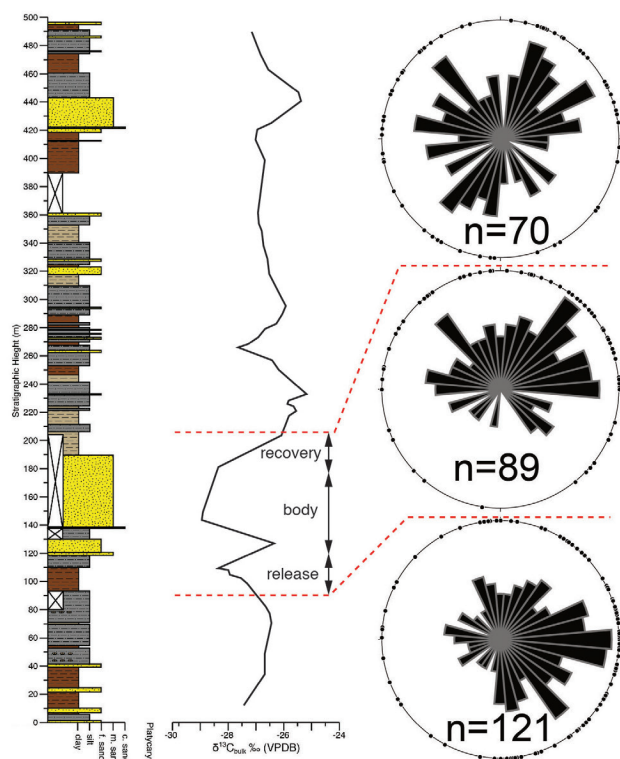 500
480
460
440
420
400
380
360
340
320
300
280
260
240
220
200
180
160
140
120
100
80
60
40
20
0
Stratigraphic Hieght (m)
clay
silt
f. sand
m. sand
c. sand
Platycary
recovery
body
release
-30
-28
-26
-24
δ¹³Cbulk ‰ (VPDB)
n=70
n=89
n=121